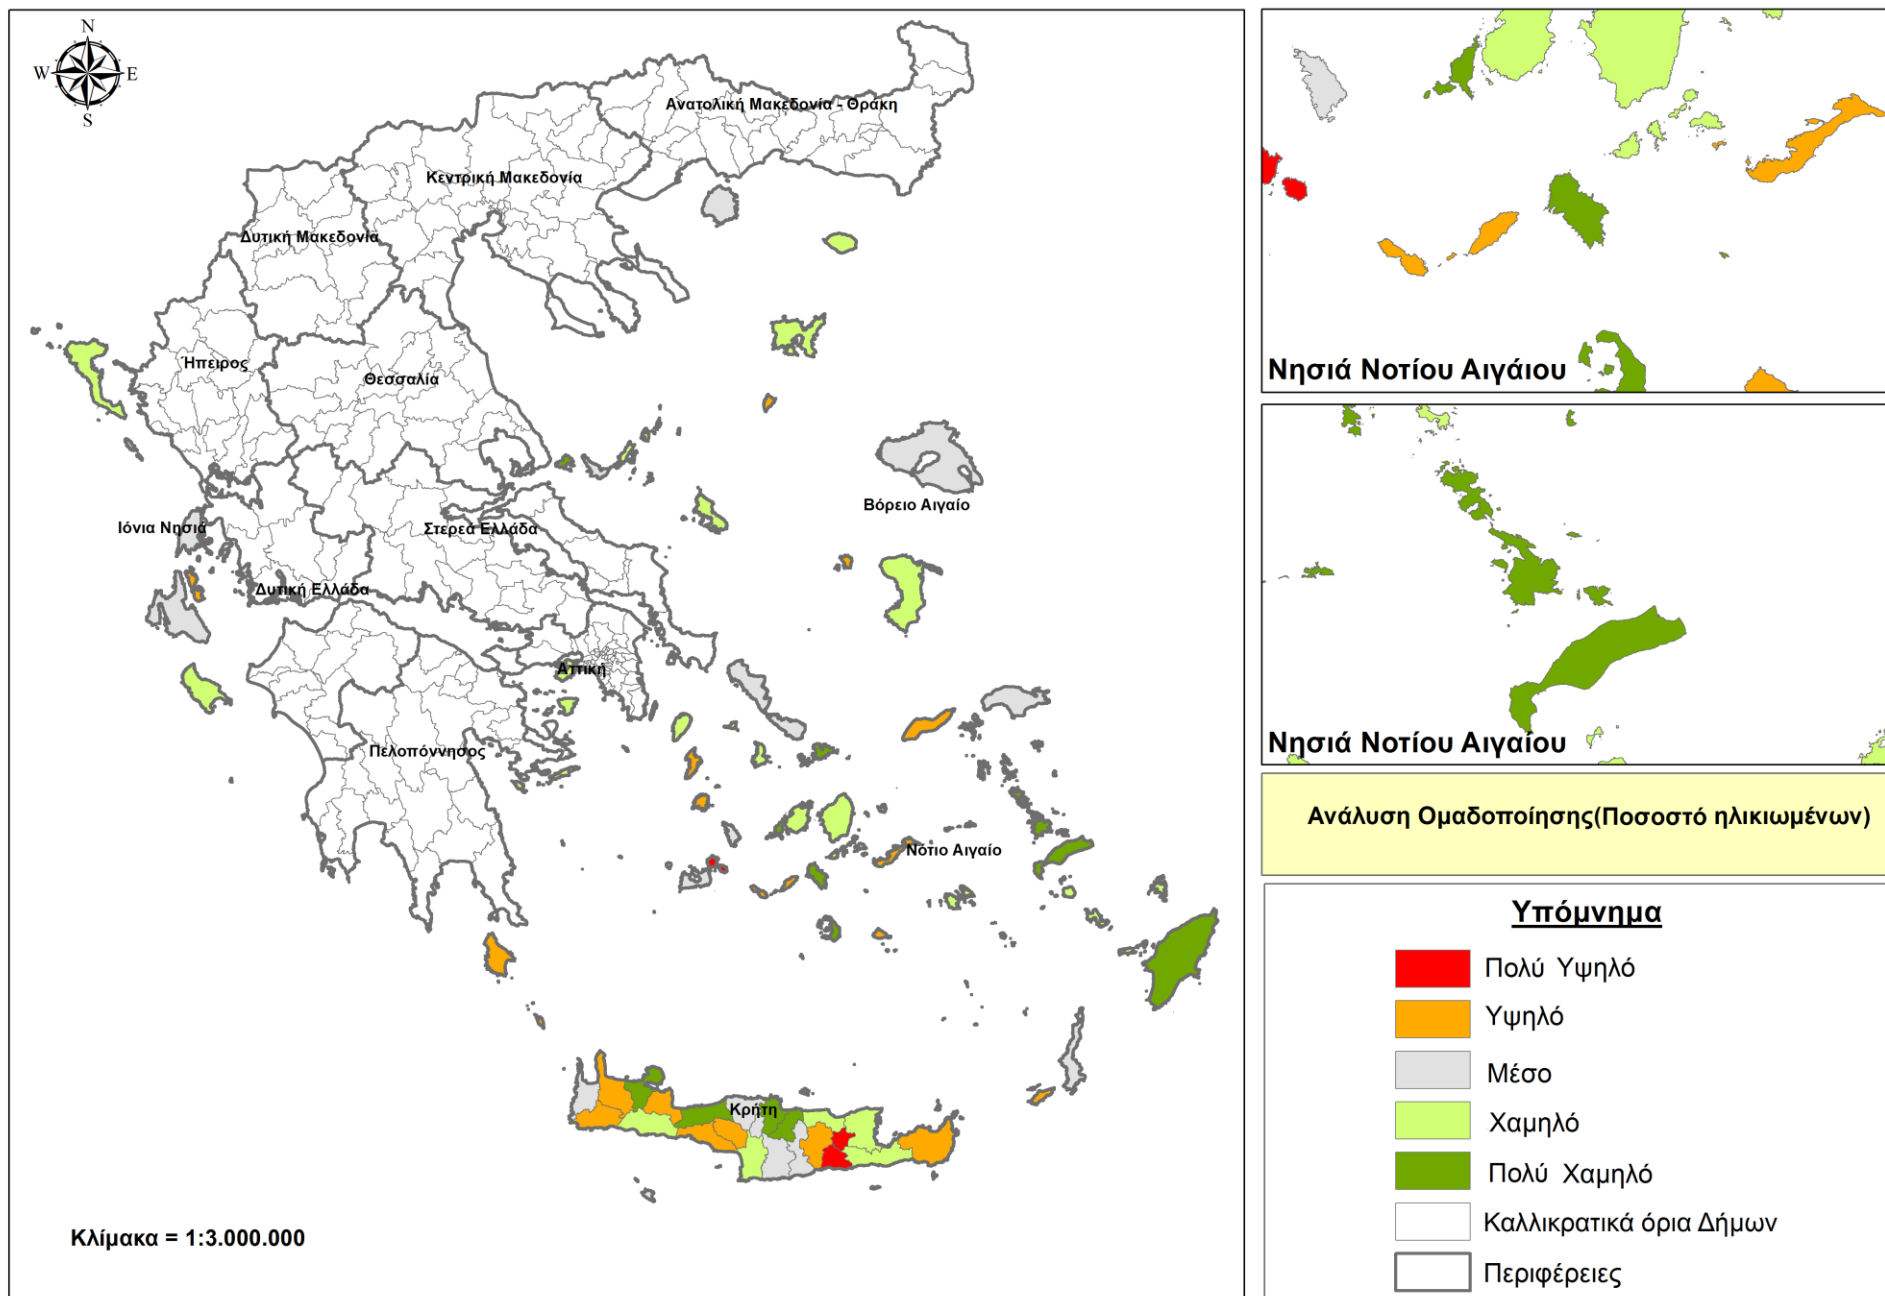 N
W E
S
Ανατολική Μακεδονία - Θράκη
Κεντρική Μακεδονία
Δυτική Μακεδονία
Ήπειρος
Θεσσαλία
Βόρειο Αιγαίο
Ιόνια Νησιά
Στερεά Ελλάδα
Δυτική Ελλάδα
Αττική
Πελοπόννησος
Νότιο Αιγαίο
Κρήτη
Κλίμακα = 1:3.000.000
Νησιά Νοτίου Αιγάιου
Νησιά Νοτίου Αιγαίου
Ανάλυση Ομαδοποίησης(Ποσοστό ηλικιωμένων)
Υπόμνημα
Πολύ Υψηλό
Υψηλό
Μέσο
Χαμηλό
Πολύ Χαμηλό
Καλλικρατικά όρια Δήμων
Περιφέρειες